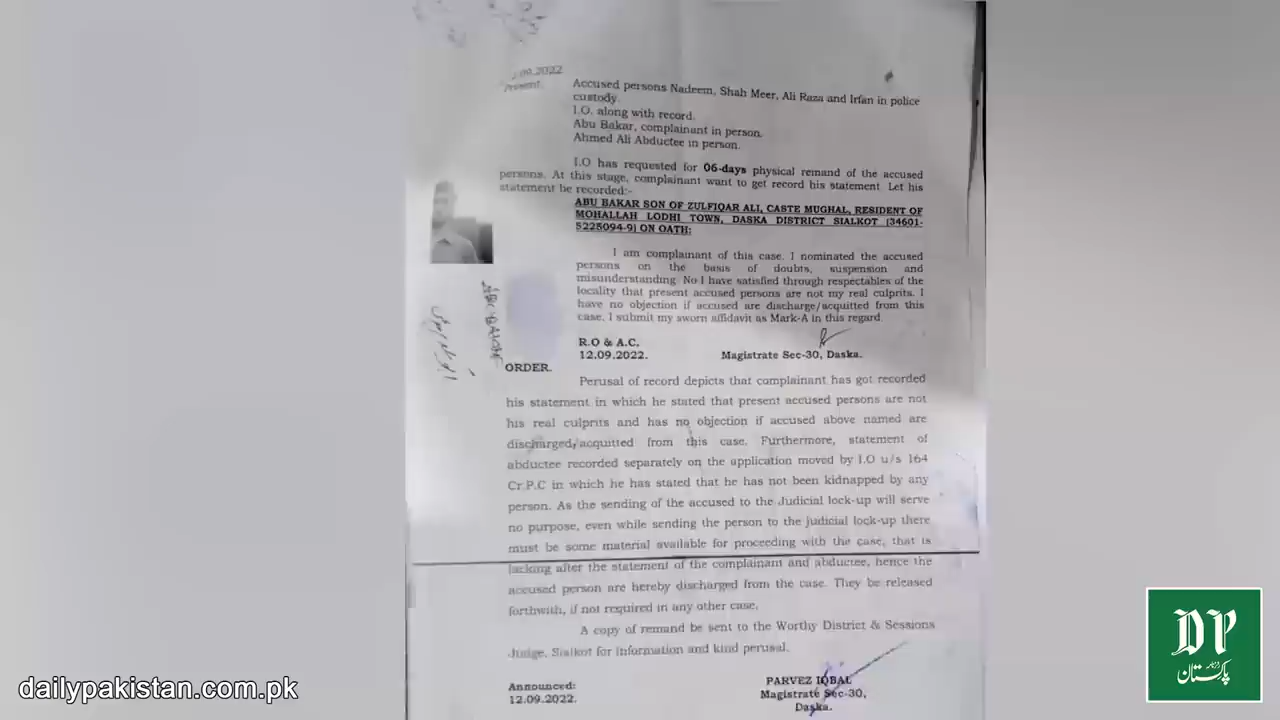 .09.2022
Present.
Accused persons Nadeem, Shah Meer, Ali Raza and Irfan in police
custody.
I.O. along with record.
Abu Bakar, complainant in person.
Ahmed Ali Abductee in person.
I.O has requested for 06-days physical remand of the accused
persons. At this stage, complainant want to get record his statement. Let his
statement be recorded:-
ABU BAKAR SON OF ZULFIQAR ALI, CASTE MUGHAL, RESIDENT OF
MOHALLAH LODHI TOWN, DASKA DISTRICT SIALKOT (34601-
5225094-9) ON OATH:
I am complainant of this case. I nominated the accused
persons on the basis of doubts, suspension and
misunderstanding. No I have satisfied through respectables of the
locality that present accused persons are not my real culprits. I
have no objection if accused are discharge/acquitted from this
case. I submit my sworn affidavit as Mark-A in this regard.
R.O & A.C.
12.09.2022.
Magistrate Sec-30, Daska.
ABU BAKAR
ORDER.
Perusal of record depicts that complainant has got recorded
his statement in which he stated that present accused persons are not
his real culprits and has no objection if accused above named are
discharged/acquitted from this case. Furthermore, statement of
abductee recorded separately on the application moved by I.O u/s 164
Cr.P.C in which he has stated that he has not been kidnapped by any
person. As the sending of the accused to the Judicial lock-up will serve
no purpose, even while sending the person to the judicial lock-up there
must be some material available for proceeding with the case, that is
lacking after the statement of the complainant and abductee, hence the
accused person are hereby discharged from the case. They be released
forthwith, if not required in any other case.
A copy of remand be sent to the Worthy District & Sessions
Judge, Sialkot for information and kind perusal.
Announced:
12.09.2022.
PARVEZ IQBAL
Magistrate Sec-30,
Daska.
dailypakistan.com.pk
DP
روزنامہ
پاکستان